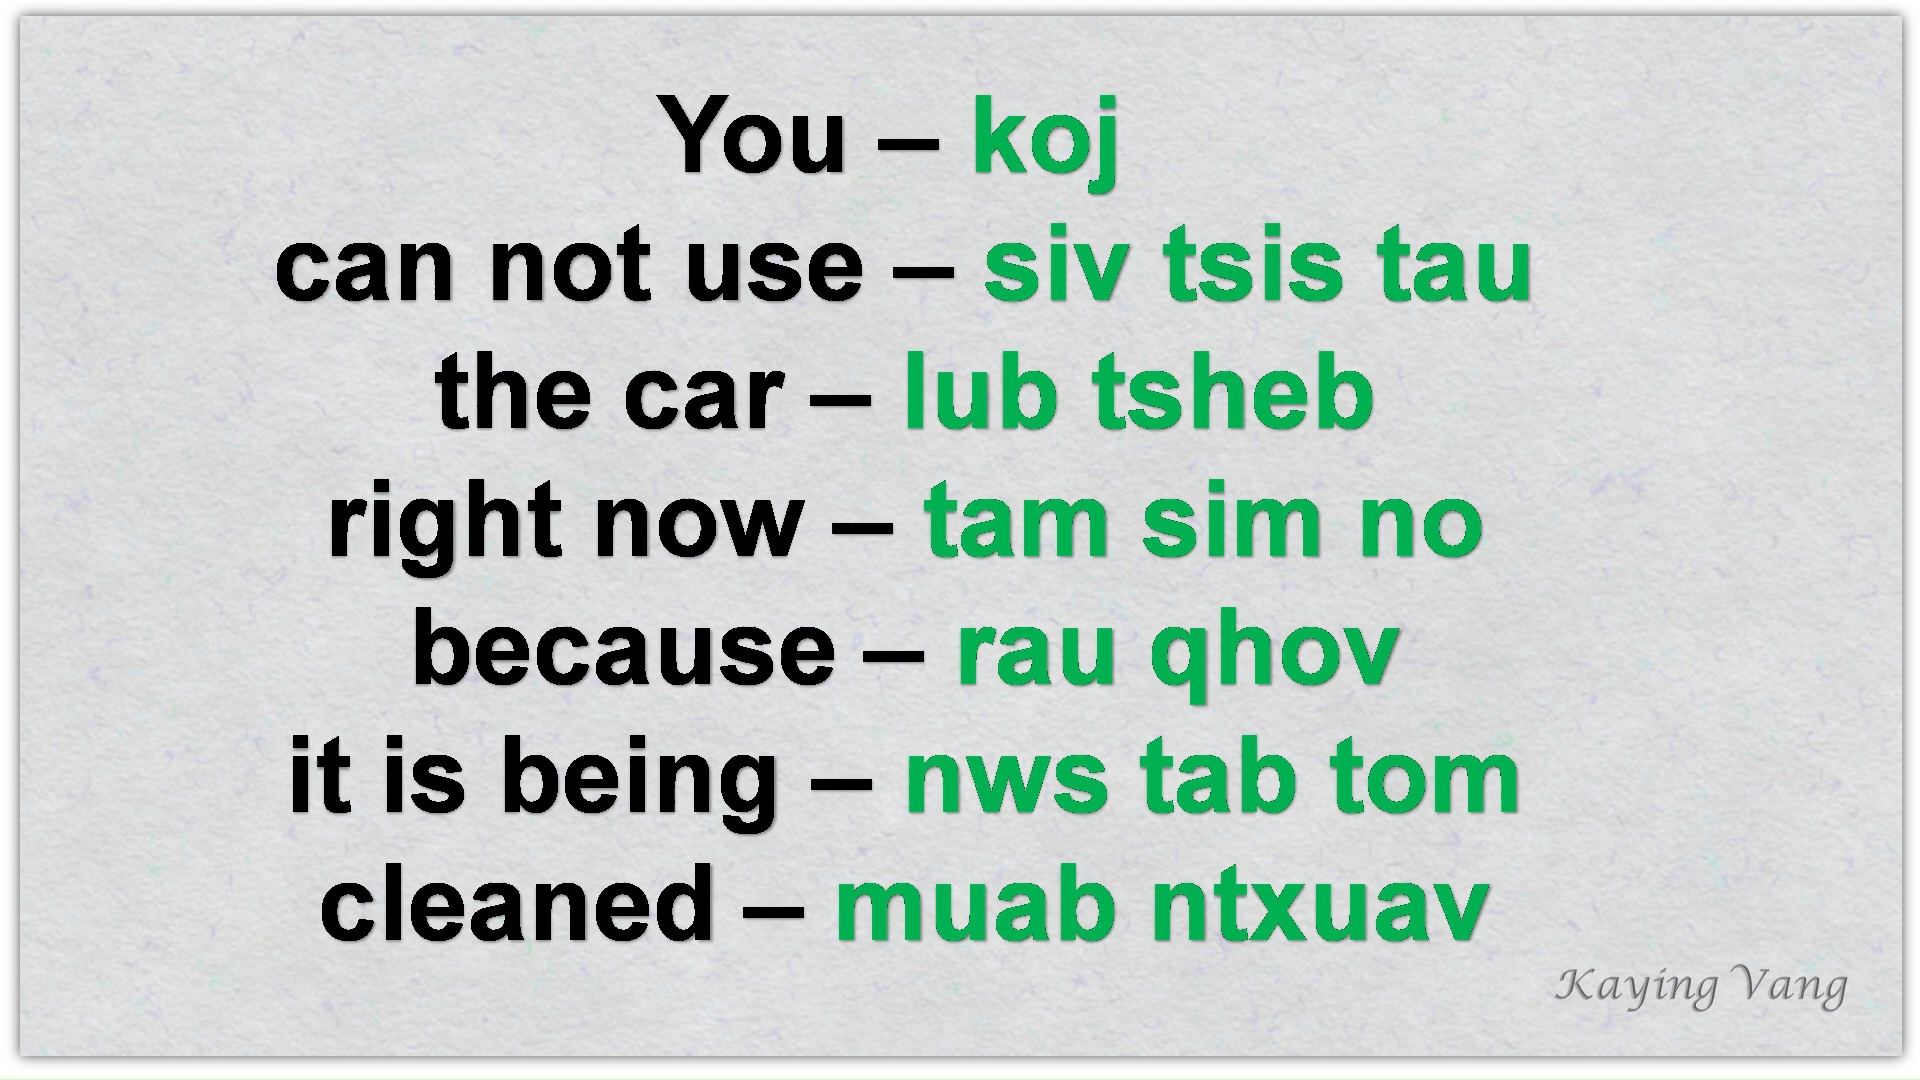 You – koj
can not use – siv tsis tau
the car – lub tsheb
right now – tam sim no
because – rau qhov
it is being – nws tab tom
cleaned – muab ntxuav
Kaying Vang